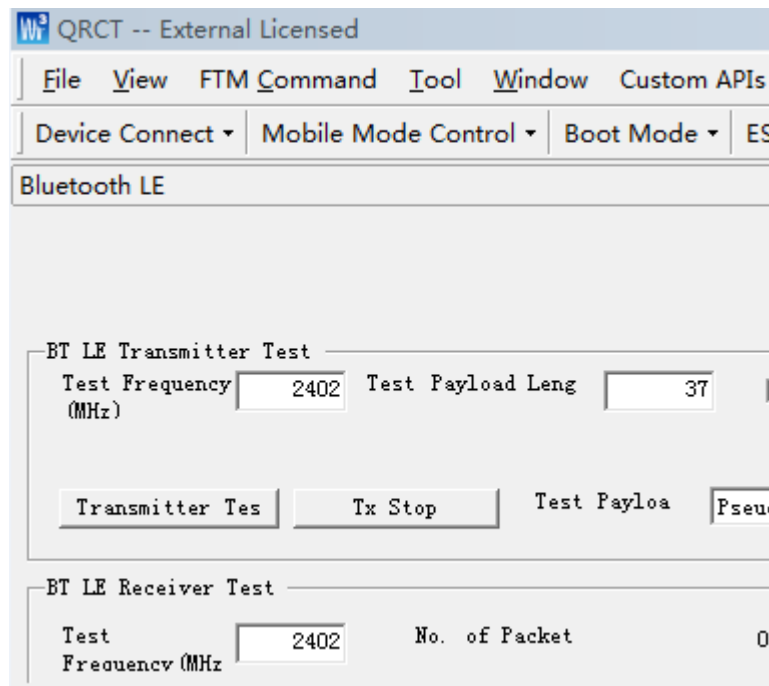 QRCT -- External Licensed
File View FTM Command Tool Window Custom APIs
Device Connect Mobile Mode Control Boot Mode ES
Bluetooth LE
BT LE Transmitter Test
Test Frequency (MHz) 2402 Test Payload Leng 37
Transmitter Tes Tx Stop Test Payloa Pseu
BT LE Receiver Test
Test Frequency (MHz 2402 No. of Packet 0